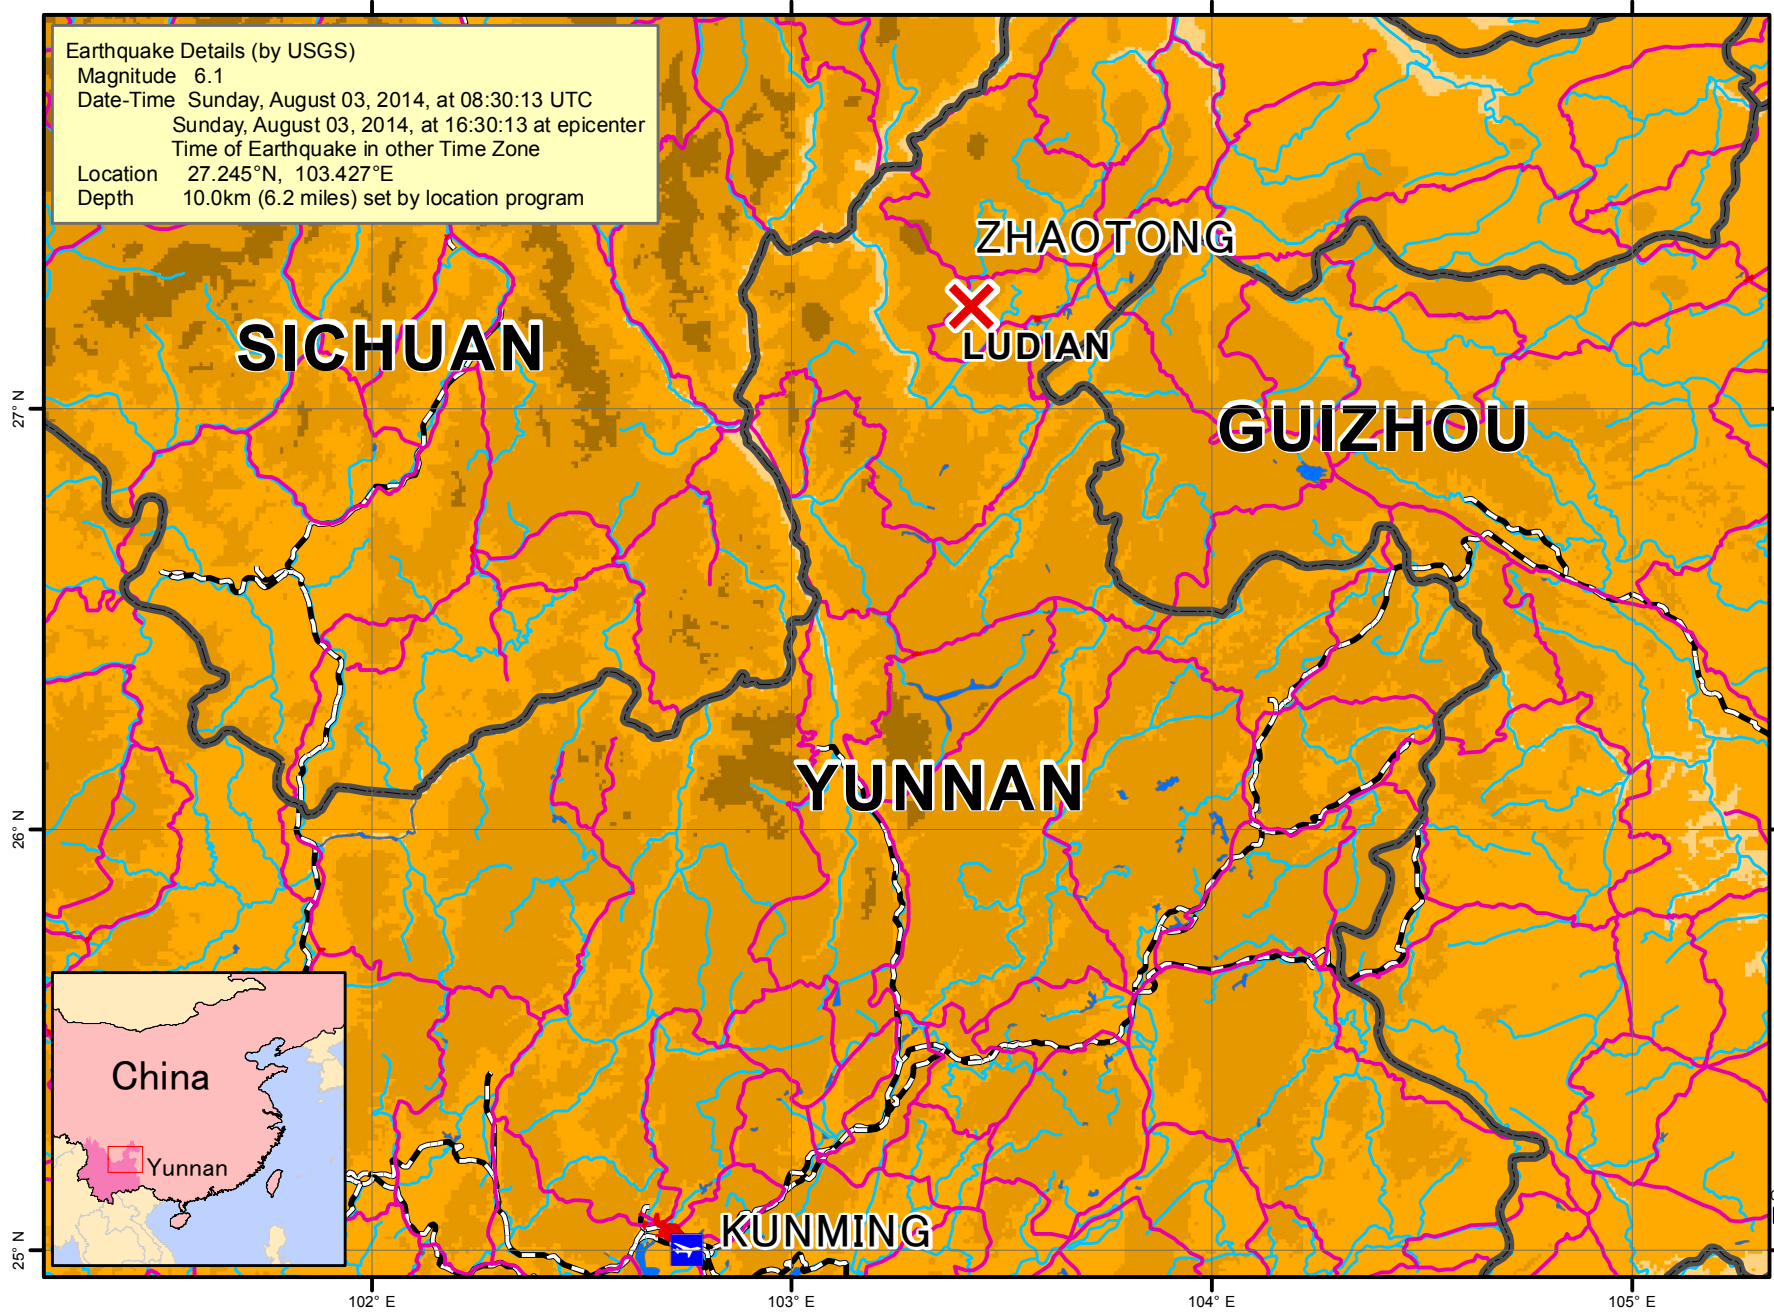 Earthquake Details (by USGS)
Magnitude 6.1
Date-Time Sunday, August 03, 2014, at 08:30:13 UTC
Sunday, August 03, 2014, at 16:30:13 at epicenter
Time of Earthquake in other Time Zone
Location 27.245°N, 103.427°E
Depth 10.0km (6.2 miles) set by location program
ZHAOTONG
SICHUAN
LUDIAN
GUIZHOU
27° N
YUNNAN
26° N
China
Yunnan
KUNMING
25° N
102° E
103° E
104° E
105° E